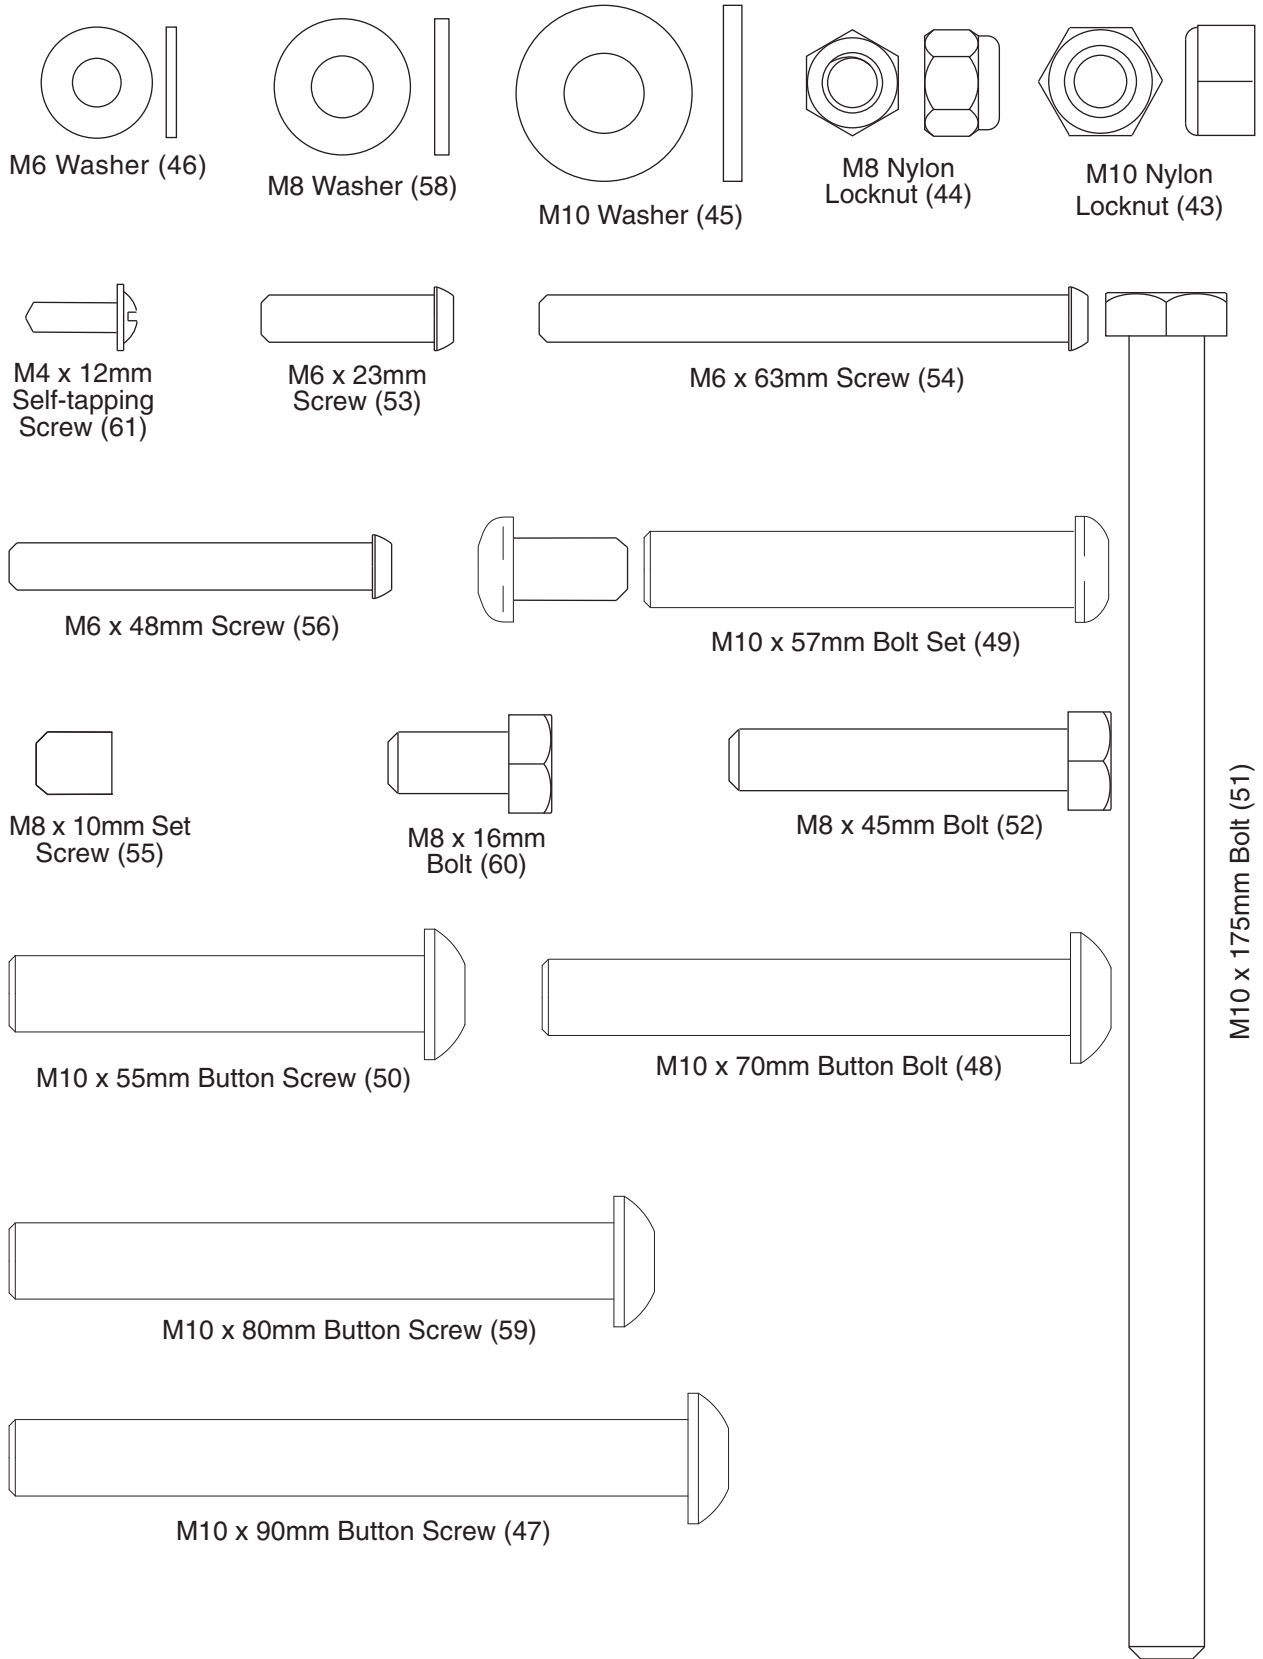 M6 Washer (46)
M8 Washer (58)
M10 Washer (45)
M8 Nylon
Locknut (44)
M10 Nylon
Locknut (43)
M4 x 12mm
Self-tapping
Screw (61)
M6 x 23mm
Screw (53)
M6 x 63mm Screw (54)
M6 x 48mm Screw (56)
M10 x 57mm Bolt Set (49)
M8 x 10mm Set
Screw (55)
M8 x 16mm
Bolt (60)
M8 x 45mm Bolt (52)
M10 x 175mm Bolt (51)
M10 x 55mm Button Screw (50)
M10 x 70mm Button Bolt (48)
M10 x 80mm Button Screw (59)
M10 x 90mm Button Screw (47)